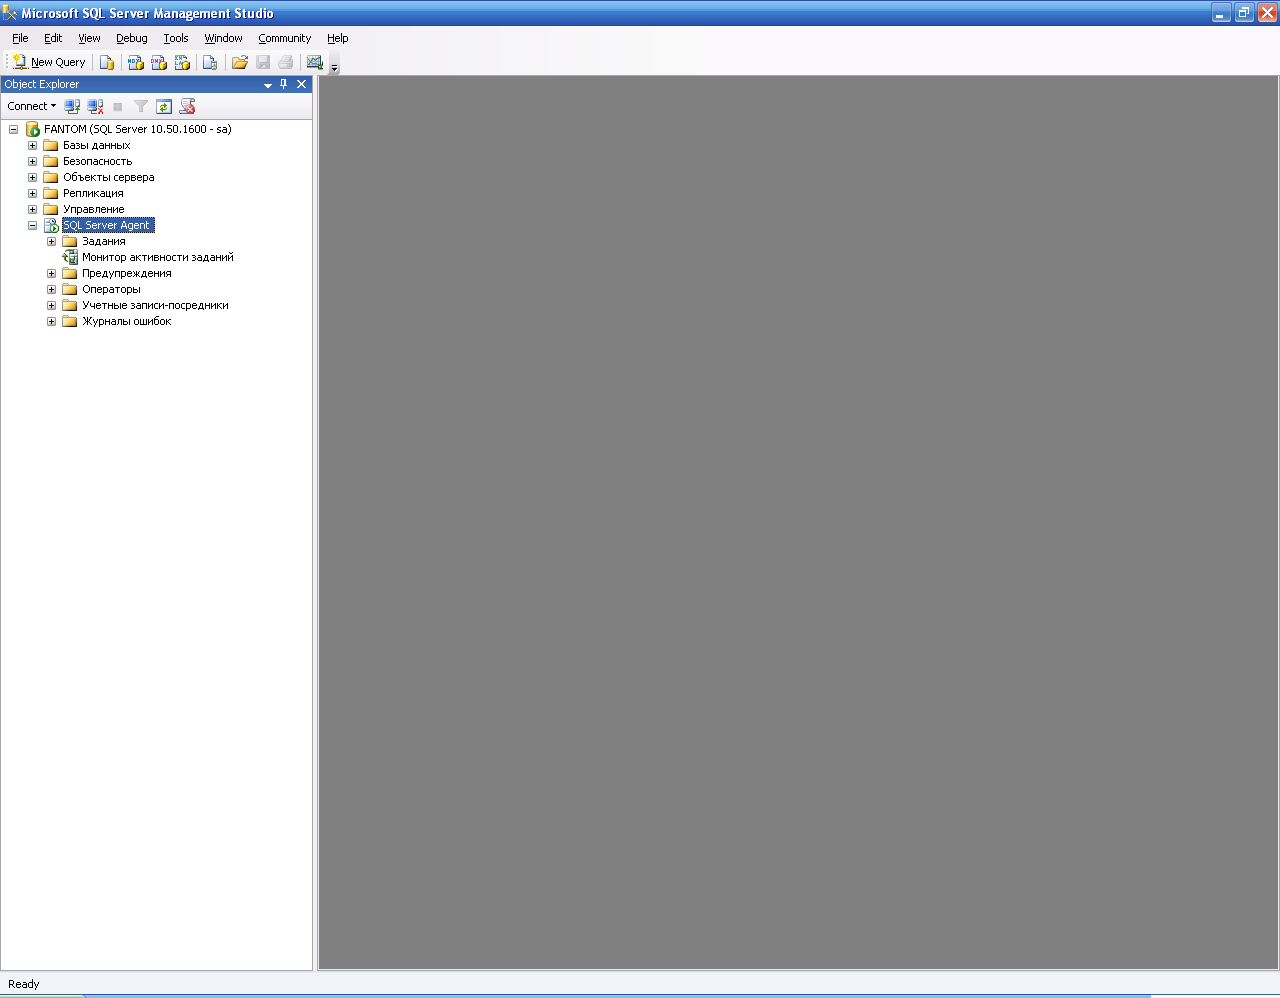 Microsoft SQL Server Management Studio
File Edit View Debug Tools Window Community Help
New Query
Object Explorer
Connect
FANTOM (SQL Server 10.50.1600 - sa)
Базы данных
Безопасность
Объекты сервера
Репликация
Управление
SQL Server Agent
Задания
Монитор активности заданий
Предупреждения
Операторы
Учетные записи-посредники
Журналы ошибок
Ready